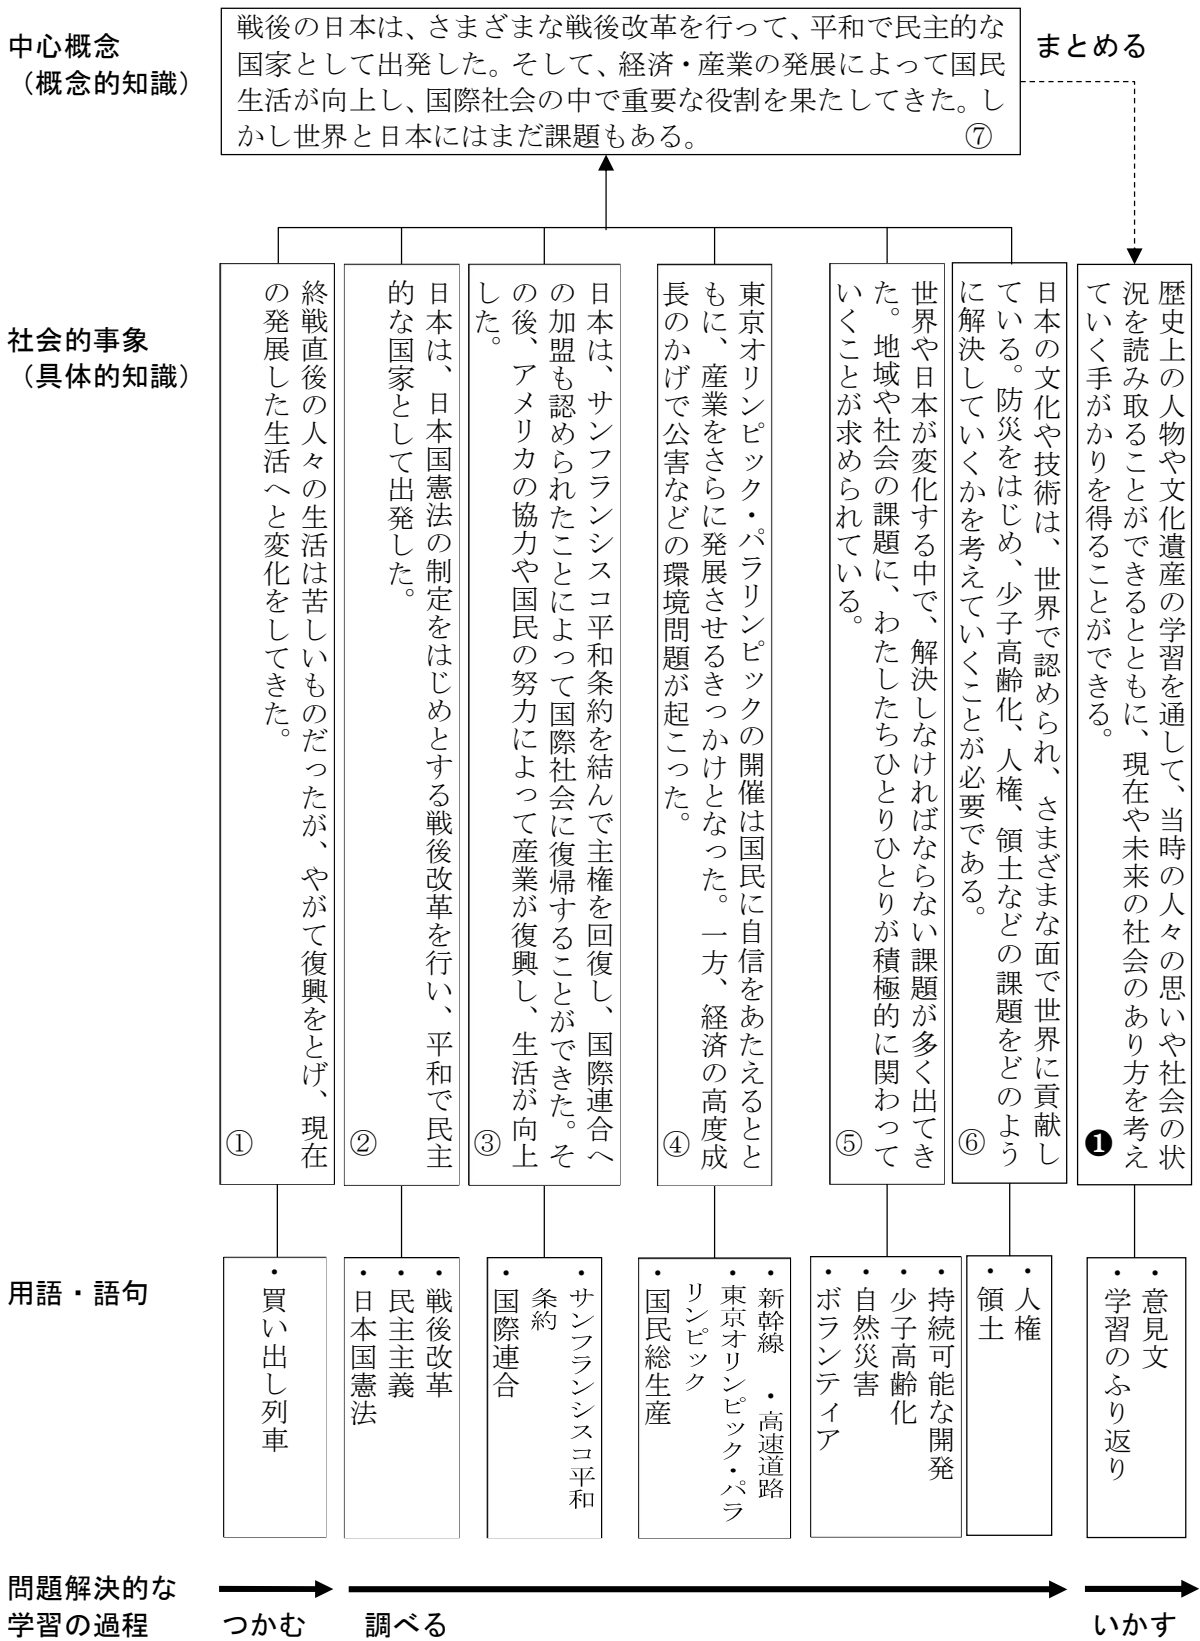 中心概念
（概念的知識）
戦後の日本は、さまざまな戦後改革を行って、平和で民主的な
国家として出発した。そして、経済・産業の発展によって国民
生活が向上し、国際社会の中で重要な役割を果たしてきた。し
かし世界と日本にはまだ課題もある。 ⑦
まとめる
社会的事象
（具体的知識）
終戦直後の人々の生活は苦しいものだったが、やがて復興をとげ、現在
の発展した生活へと変化をしてきた。
①
日本は、日本国憲法の制定をはじめとする戦後改革を行い、平和で民主
的な国家として出発した。
②
日本は、サンフランシスコ平和条約を結んで主権を回復し、国際連合へ
の加盟も認められたことによって国際社会に復帰することができた。そ
の後、アメリカの協力や国民の努力によって産業が復興し、生活が向上
した。
③
東京オリンピック・パラリンピックの開催は国民に自信をあたえるとと
もに、産業をさらに発展させるきっかけとなった。一方、経済の高度成
長のかげで公害などの環境問題が起こった。
④
世界や日本が変化する中で、解決しなければならない課題が多く出てき
た。地域や社会の課題に、わたしたちひとりひとりが積極的に関わって
いくことが求められている。
⑤
日本の文化や技術は、世界で認められ、さまざまな面で世界に貢献し
ている。防災をはじめ、少子高齢化、人権、領土などの課題をどのよう
に解決していくかを考えていくことが必要である。
⑥
歴史上の人物や文化遺産の学習を通して、当時の人々の思いや社会の状
況を読み取ることができるとともに、現在や未来の社会のあり方を考え
ていく手がかりを得ることができる。
❶
用語・語句
・買い出し列車
・戦後改革
・民主主義
・日本国憲法
・サンフランシスコ平和
条約
・国際連合
・新幹線 ・高速道路
・東京オリンピック・パラ
リンピック
・国民総生産
・持続可能な開発
・少子高齢化
・自然災害
・ボランティア
・人権
・領土
・意見文
・学習のふり返り
問題解決的な
学習の過程
つかむ
調べる
いかす